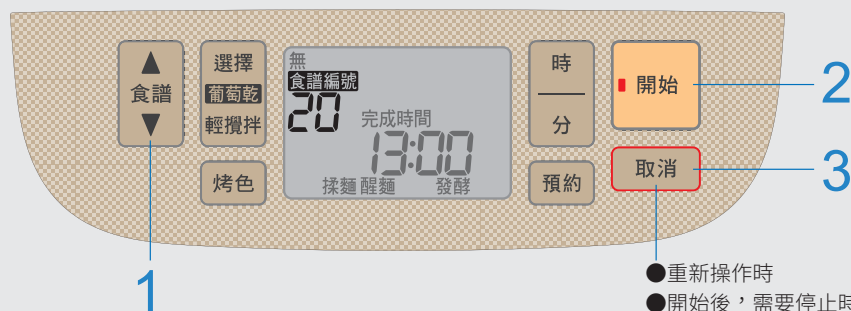 ▲
食譜
▼
選擇
葡萄乾
輕攪拌
烤色
無
食譜編號
20
完成時間
13:00
揉麵 醒麵 發酵
時
分
預約
開始
取消
1
2
3
●重新操作時
●開始後，需要停止時